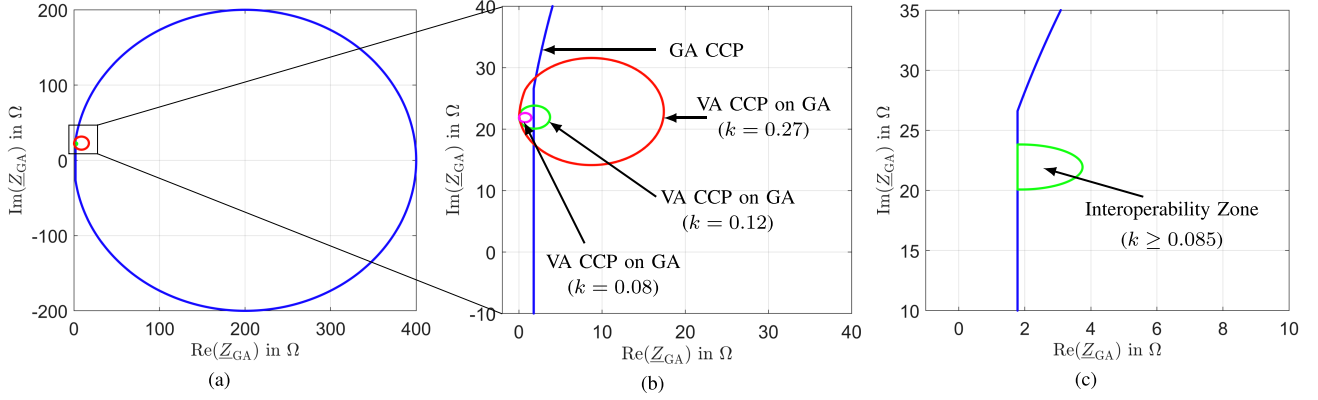 200
100
0
-100
-200
0
100
200
300
400
Im(Z_GA) in Ω
Re(Z_GA) in Ω
(a)
40
30
20
10
0
-10
0
10
20
30
40
Im(Z_GA) in Ω
Re(Z_GA) in Ω
GA CCP
VA CCP on GA
(k = 0.27)
VA CCP on GA
(k = 0.12)
VA CCP on GA
(k = 0.08)
(b)
35
30
25
20
15
10
0
2
4
6
8
10
Im(Z_GA) in Ω
Re(Z_GA) in Ω
Interoperability Zone
(k ≥ 0.085)
(c)